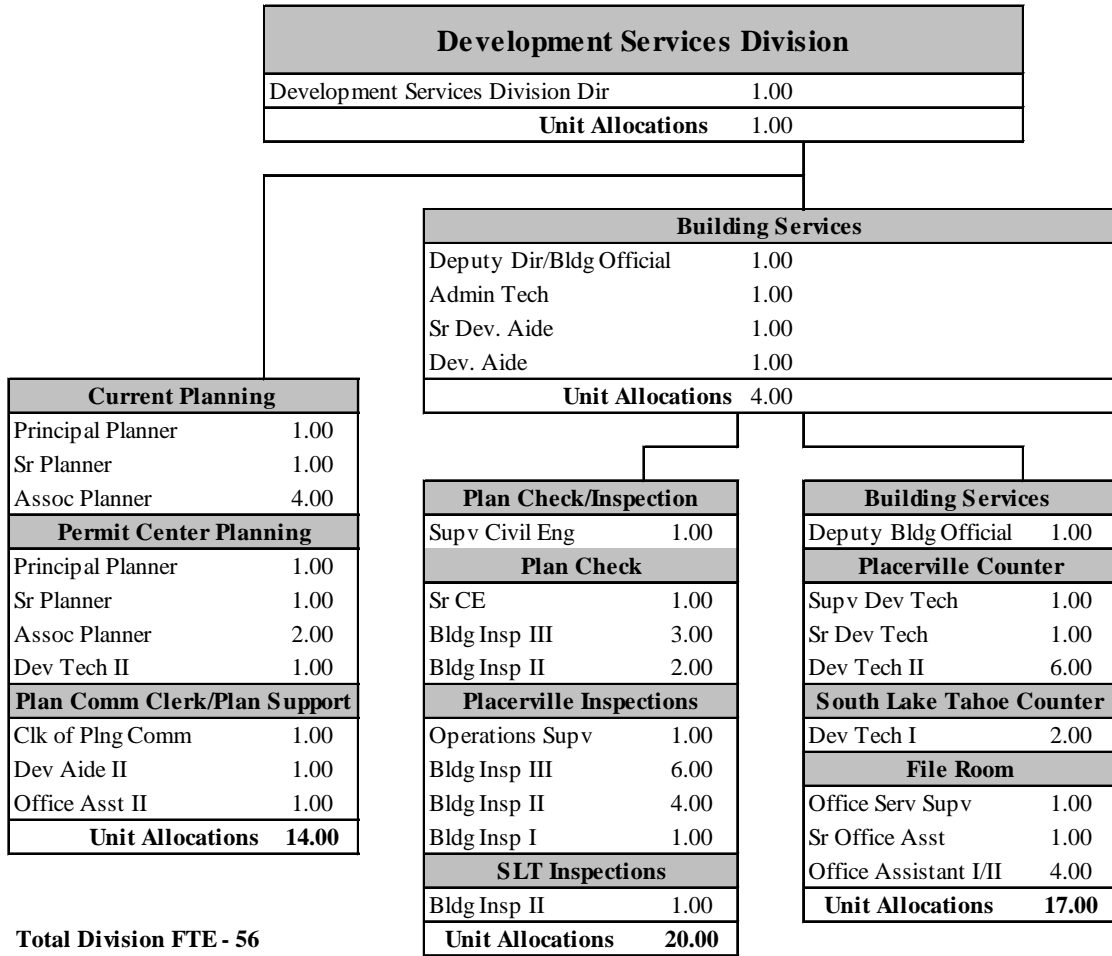 Development Services Division
Development Services Division Dir 1.00
Unit Allocations 1.00
Building Services
Deputy Dir/Bldg Official 1.00
Admin Tech 1.00
Sr Dev. Aide 1.00
Dev. Aide 1.00
Unit Allocations 4.00
Current Planning
Principal Planner 1.00
Sr Planner 1.00
Assoc Planner 4.00
Permit Center Planning
Principal Planner 1.00
Sr Planner 1.00
Assoc Planner 2.00
Dev Tech II 1.00
Plan Comm Clerk/Plan Support
Clk of Plng Comm 1.00
Dev Aide II 1.00
Office Asst II 1.00
Unit Allocations 14.00
Plan Check/Inspection
Supv Civil Eng 1.00
Plan Check
Sr CE 1.00
Bldg Insp III 3.00
Bldg Insp II 2.00
Placerville Inspections
Operations Supv 1.00
Bldg Insp III 6.00
Bldg Insp II 4.00
Bldg Insp I 1.00
SLT Inspections
Bldg Insp II 1.00
Unit Allocations 20.00
Building Services
Deputy Bldg Official 1.00
Placerville Counter
Supv Dev Tech 1.00
Sr Dev Tech 1.00
Dev Tech II 6.00
South Lake Tahoe Counter
Dev Tech I 2.00
File Room
Office Serv Supv 1.00
Sr Office Asst 1.00
Office Assistant I/II 4.00
Unit Allocations 17.00
Total Division FTE - 56